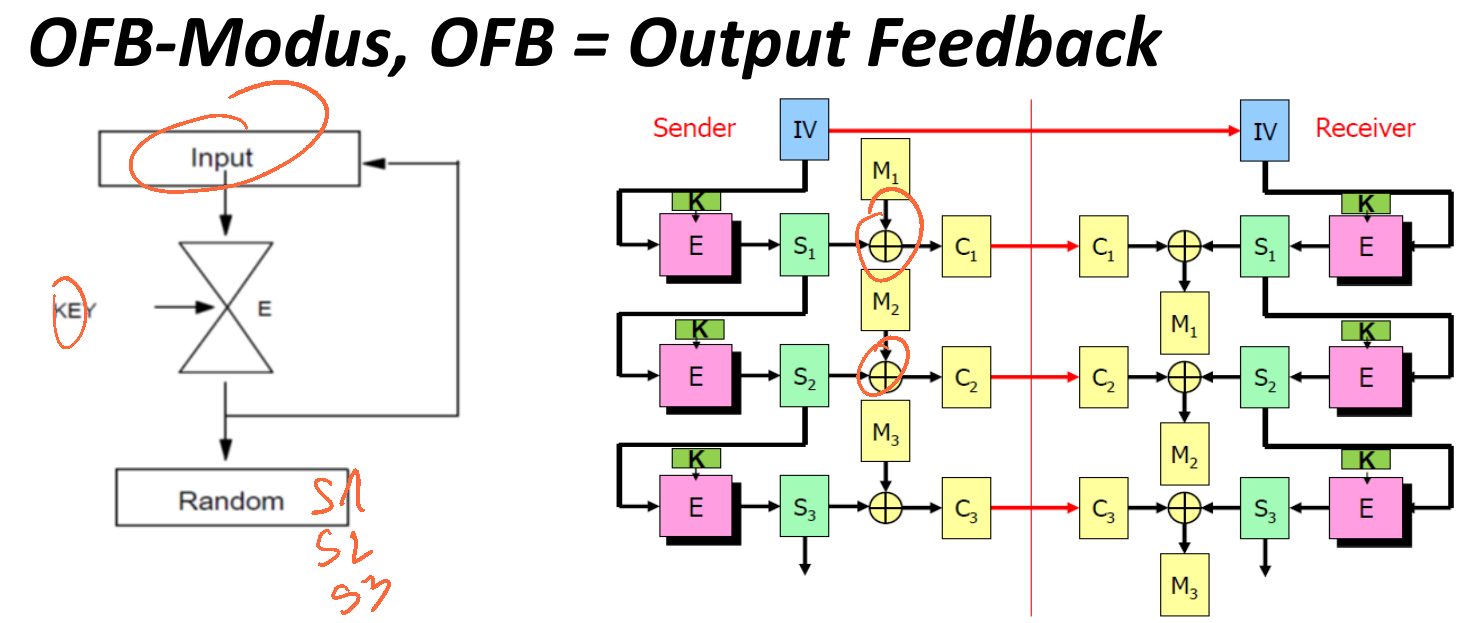 OFB-Modus, OFB = Output Feedback
Input
KEY
E
Random
S1
S2
S3
Sender
IV
IV
Receiver
M1
K
K
E
S1
C1
C1
S1
E
M2
M1
K
K
E
S2
C2
C2
S2
E
M3
M2
K
K
E
S3
C3
C3
S3
E
M3